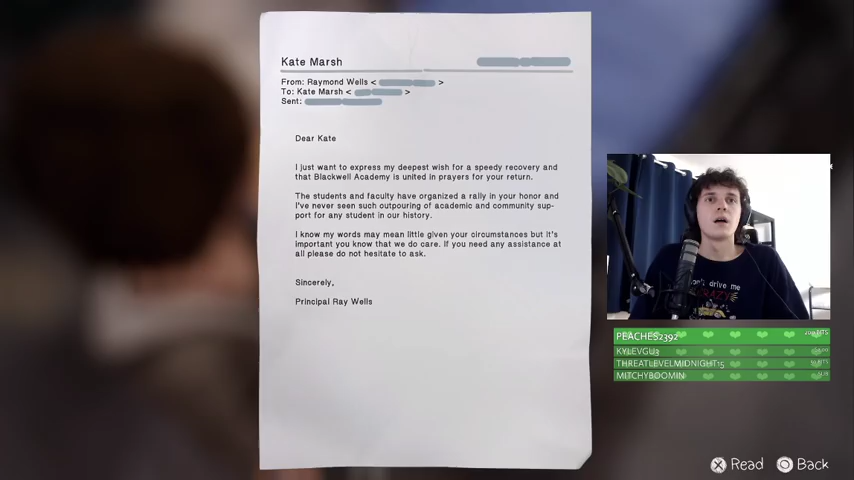 Kate Marsh
From: Raymond Wells < >
To: Kate Marsh < >
Sent:
Dear Kate
I just want to express my deepest wish for a speedy recovery and
that Blackwell Academy is united in prayers for your return.
The students and faculty have organized a rally in your honor and
I've never seen such outpouring of academic and community sup-
port for any student in our history.
I know my words may mean little given your circumstances but it's
important you know that we do care. If you need any assistance at
all please do not hesitate to ask.
Sincerely,
Principal Ray Wells
don't drive me
CRAZY
PEACHES2392
KYLEVGU3
THREATLEVELMIDNIGHT15
MITCHYBOOMIN
Read Back